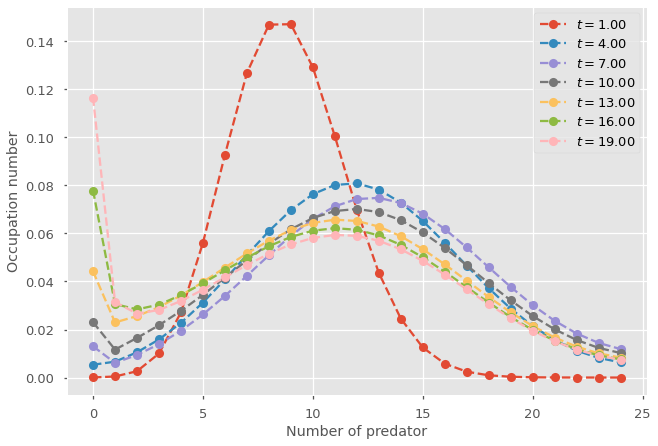 0.14
0.12
0.10
0.08
0.06
0.04
0.02
0.00
Occupation number
0 5 10 15 20 25
Number of predator
t = 1.00
t = 4.00
t = 7.00
t = 10.00
t = 13.00
t = 16.00
t = 19.00